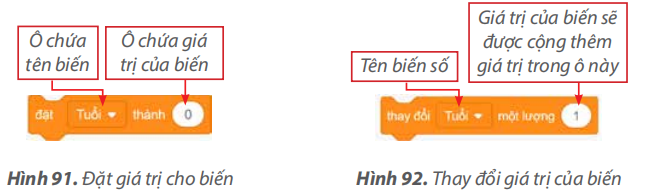 Ô chứa
tên biến
Ô chứa giá
trị của biến
đặt Tuổi thành 0
Hình 91. Đặt giá trị cho biến
Giá trị của biến sẽ
được cộng thêm
giá trị trong ô này
Tên biến số
thay đổi Tuổi một lượng 1
Hình 92. Thay đổi giá trị của biến